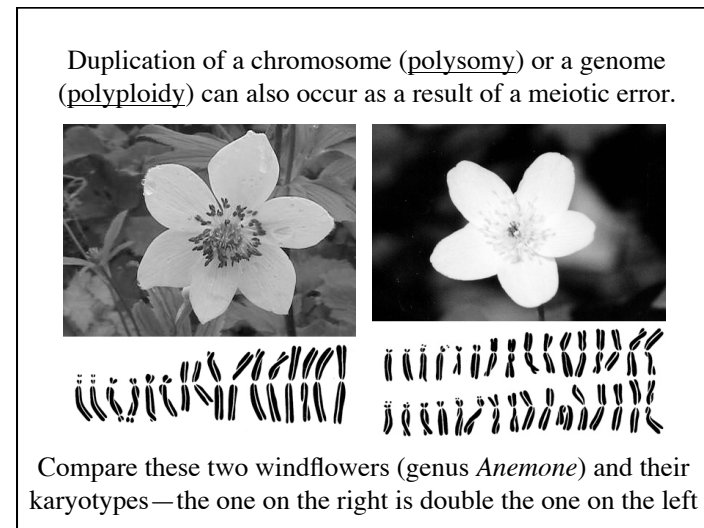 Duplication of a chromosome (polysomy) or a genome
(polyploidy) can also occur as a result of a meiotic error.
Compare these two windflowers (genus Anemone) and their
karyotypes—the one on the right is double the one on the left